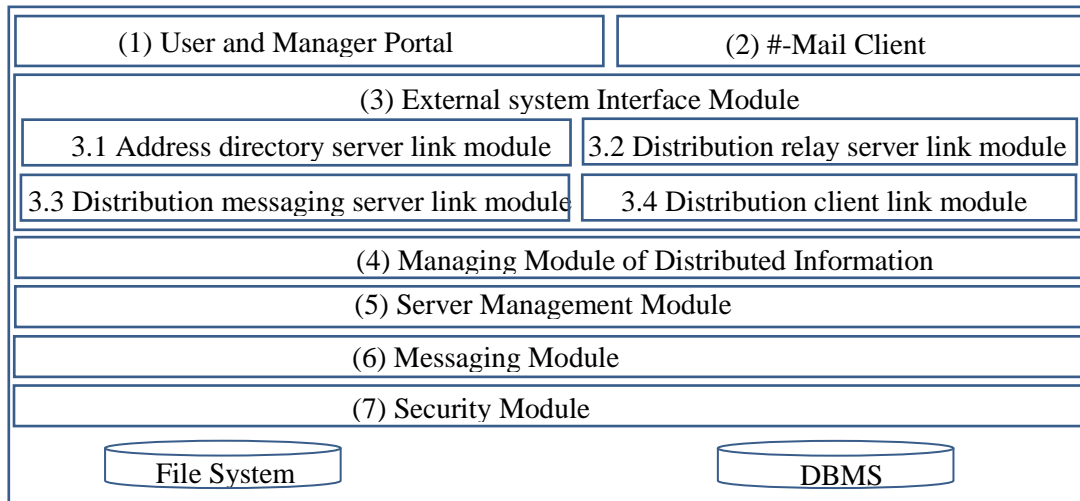 (1) User and Manager Portal
(2) #-Mail Client
(3) External system Interface Module
3.1 Address directory server link module
3.2 Distribution relay server link module
3.3 Distribution messaging server link module
3.4 Distribution client link module
(4) Managing Module of Distributed Information
(5) Server Management Module
(6) Messaging Module
(7) Security Module
File System
DBMS